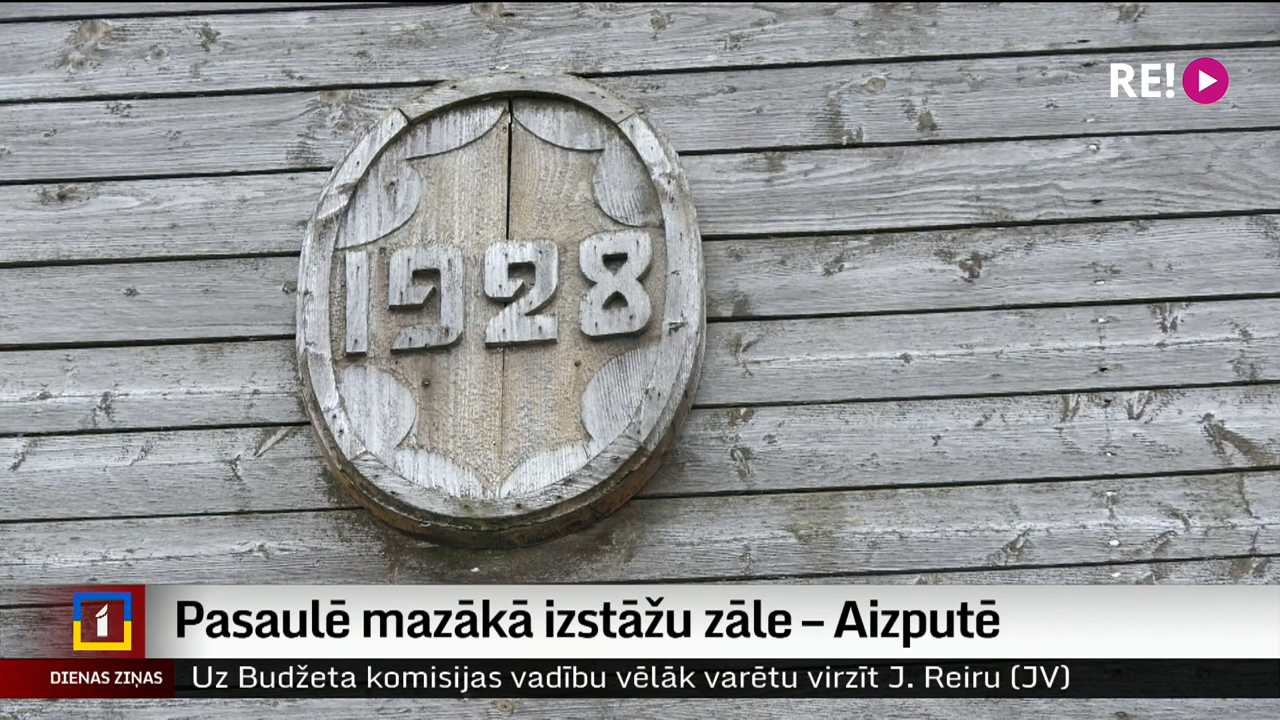 RE!
1928
1
Pasaulē mazākā izstāžu zāle – Aizputē
DIENAS ZIŅAS
Uz Budžeta komisijas vadību vēlāk varētu virzīt J. Reiru (JV)